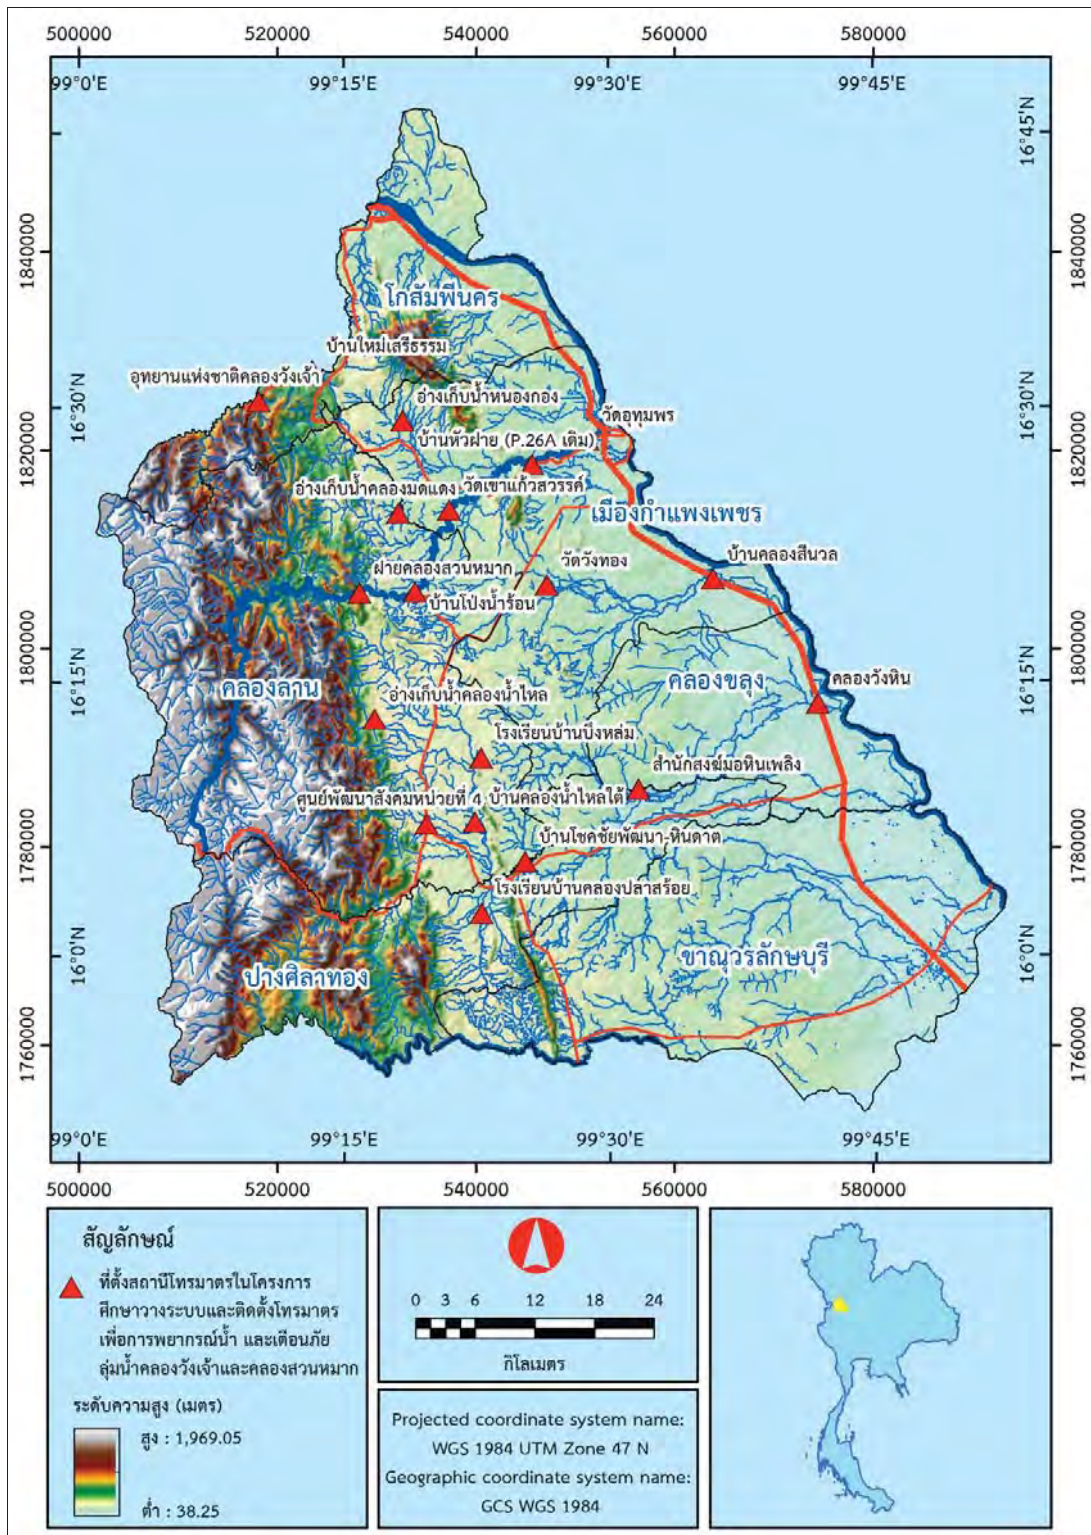 500000 520000 540000 560000 580000
99°0'E 99°15'E 99°30'E 99°45'E
16°45'N 16°45'N
1840000 1840000
โกสัมพีนคร
บ้านใหม่เสรีธรรม
อุทยานแห่งชาติคลองวังเจ้า
อ่างเก็บน้ำหนองกอง
16°30'N 16°30'N
วัดอุทุมพร
บ้านหัวฝาย (P.26A เดิม)
1820000 1820000
อ่างเก็บน้ำคลองมดแดง วัดเขาแก้วสวรรค์
เมืองกำแพงเพชร
บ้านคลองสีนวล
วัดวังทอง
ฝายคลองสวนหมาก
บ้านโป่งน้ำร้อน
1800000 1800000
16°15'N 16°15'N
คลองลาน
คลองขลุง
คลองวังหิน
อ่างเก็บน้ำคลองน้ำไหล
โรงเรียนบ้านบึงหล่ม
สำนักสงฆ์มอหินเพลิง
ศูนย์พัฒนาสังคมหน่วยที่ 4 บ้านคลองน้ำไหลใต้
1780000 1780000
บ้านโชคชัยพัฒนา-หินดาต
โรงเรียนบ้านคลองปลาสร้อย
16°0'N 16°0'N
ปางศิลาทอง
ขาณุวรลักษบุรี
1760000 1760000
99°0'E 99°15'E 99°30'E 99°45'E
500000 520000 540000 560000 580000
สัญลักษณ์
ที่ตั้งสถานีโทรมาตรในโครงการ
ศึกษาวางระบบและติดตั้งโทรมาตร
เพื่อการพยากรณ์น้ำ และเตือนภัย
ลุ่มน้ำคลองวังเจ้าและคลองสวนหมาก
ระดับความสูง (เมตร)
สูง : 1,969.05
ต่ำ : 38.25
0 3 6 12 18 24
กิโลเมตร
Projected coordinate system name:
WGS 1984 UTM Zone 47 N
Geographic coordinate system name:
GCS WGS 1984